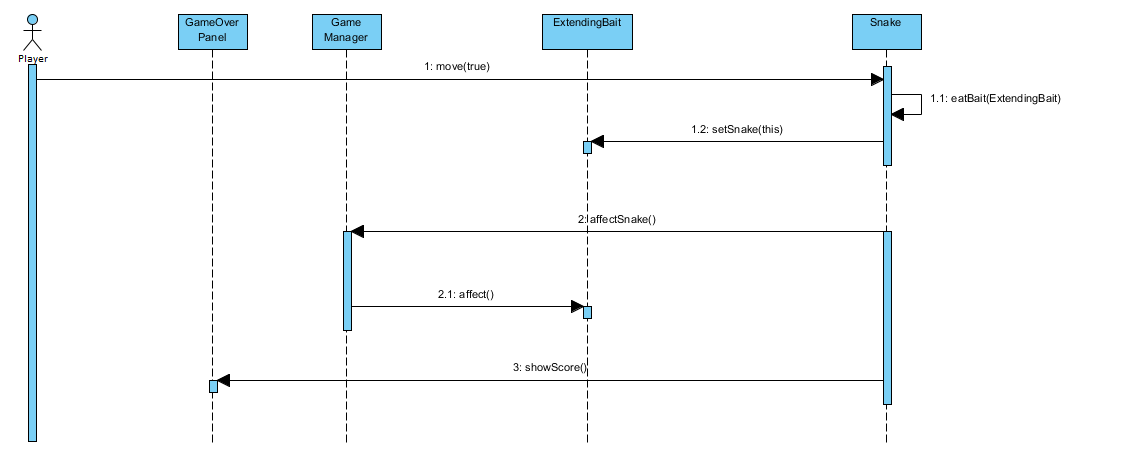 GameOver
Panel
Game
Manager
ExtendingBait
Snake
Player
1: move(true)
1.1: eatBait(ExtendingBait)
1.2: setSnake(this)
2: affectSnake()
2.1: affect()
3: showScore()